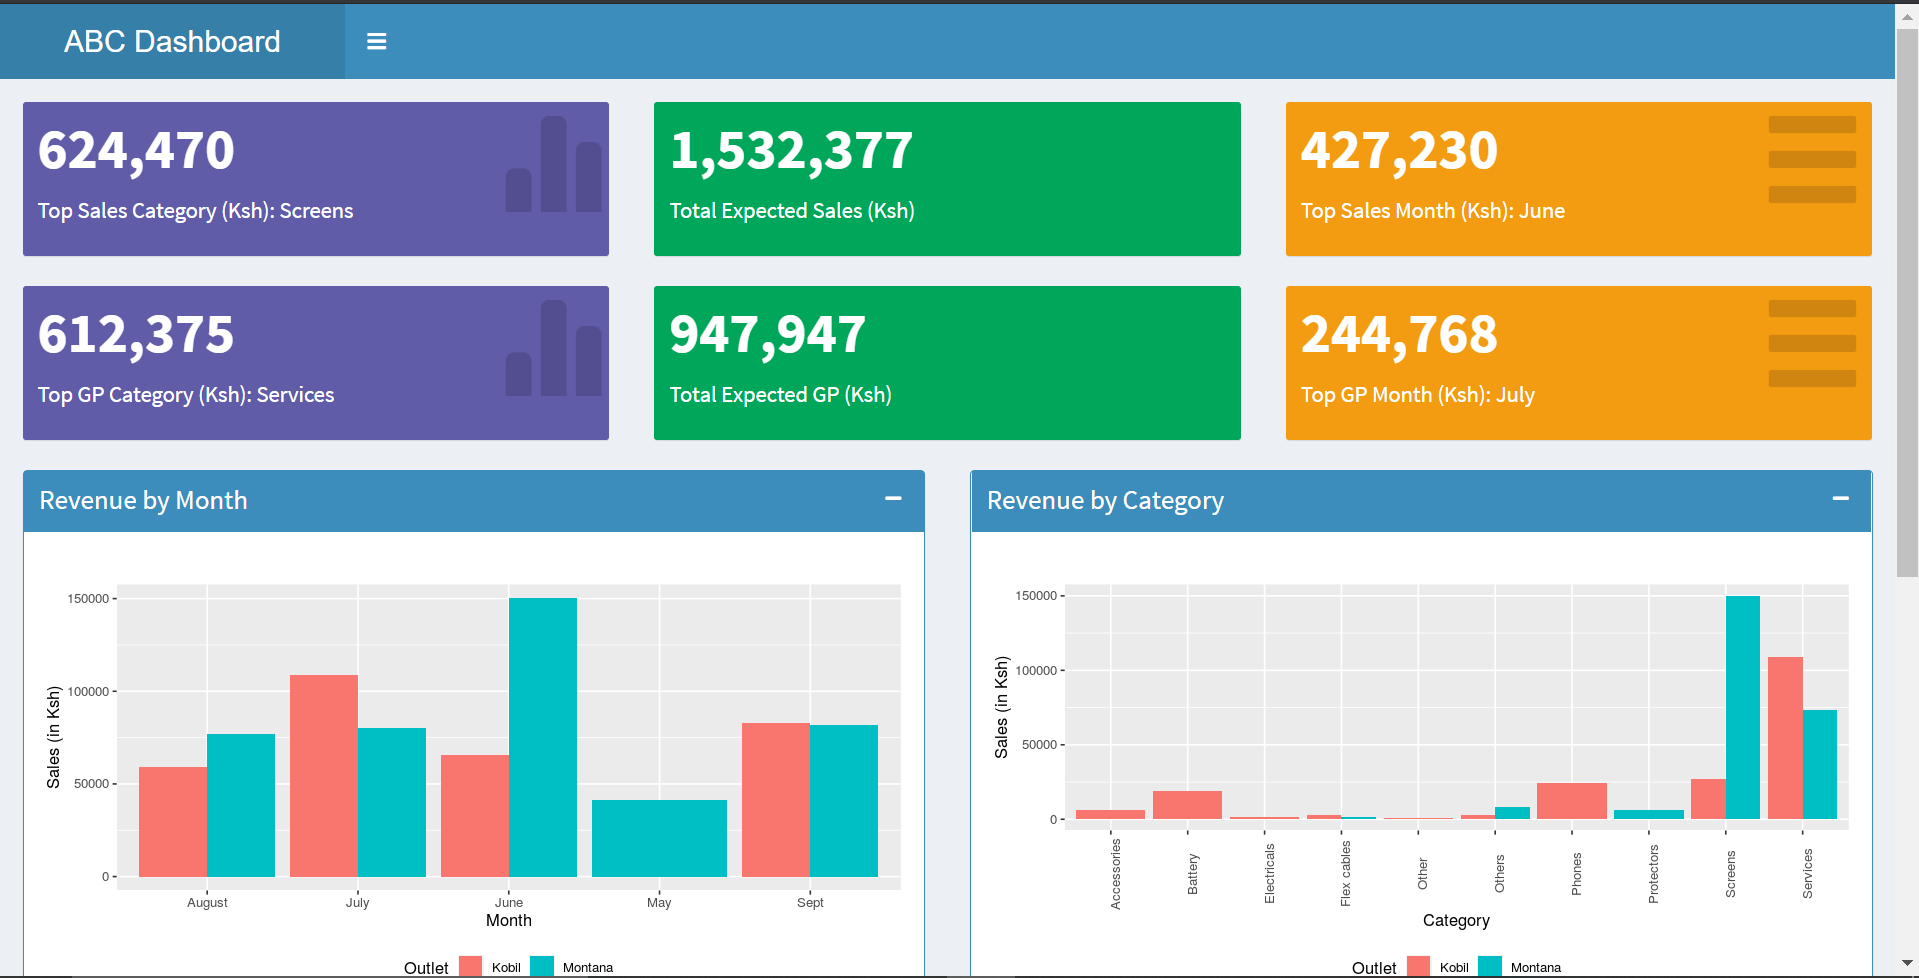 ABC Dashboard
624,470
Top Sales Category (Ksh): Screens
1,532,377
Total Expected Sales (Ksh)
427,230
Top Sales Month (Ksh): June
612,375
Top GP Category (Ksh): Services
947,947
Total Expected GP (Ksh)
244,768
Top GP Month (Ksh): July
Revenue by Month
150000
100000
50000
0
Sales (in Ksh)
August July June May Sept
Month
Outlet Kobil Montana
Revenue by Category
150000
100000
50000
0
Sales (in Ksh)
Accessories
Battery
Electricals
Flex cables
Other
Others
Phones
Protectors
Screens
Services
Category
Outlet Kobil Montana